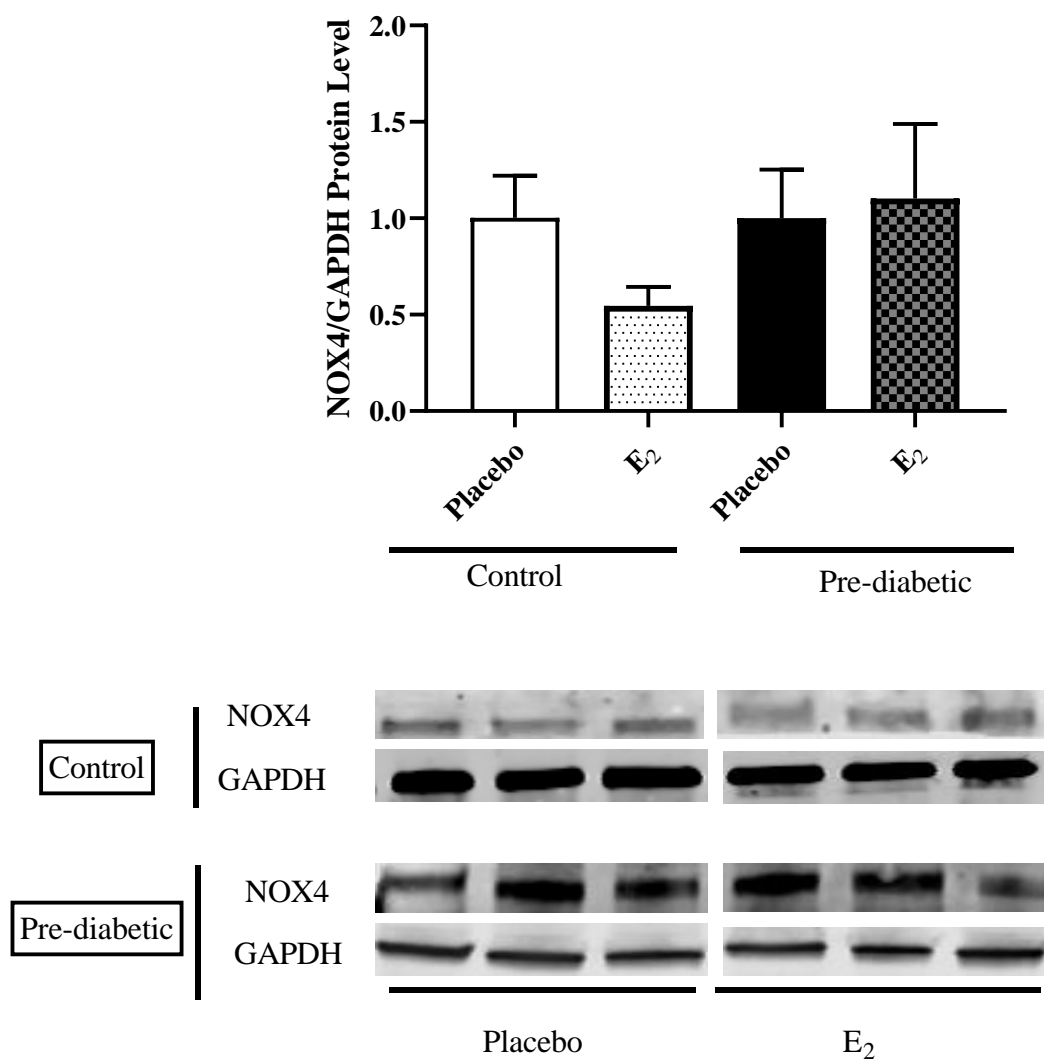 NOX4/GAPDH Protein Level
2.0
1.5
1.0
0.5
0.0
Placebo
E₂
Placebo
E₂
Control
Pre-diabetic
Control
NOX4
GAPDH
Pre-diabetic
NOX4
GAPDH
Placebo
E₂